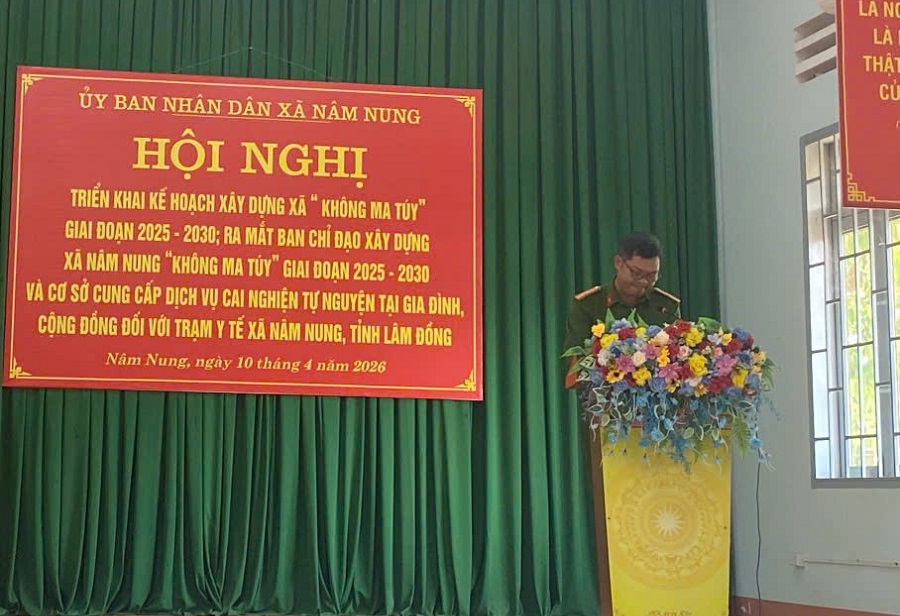 ỦY BAN NHÂN DÂN XÃ NÂM NUNG
HỘI NGHỊ
TRIỂN KHAI KẾ HOẠCH XÂY DỰNG XÃ “ KHÔNG MA TÚY”
GIAI ĐOẠN 2025 - 2030; RA MẮT BAN CHỈ ĐẠO XÂY DỰNG
XÃ NÂM NUNG “KHÔNG MA TÚY” GIAI ĐOẠN 2025 - 2030
VÀ CƠ SỞ CUNG CẤP DỊCH VỤ CAI NGHIỆN TỰ NGUYỆN TẠI GIA ĐÌNH,
CỘNG ĐỒNG ĐỐI VỚI TRẠM Y TẾ XÃ NÂM NUNG, TỈNH LÂM ĐỒNG
Nâm Nung, ngày 10 tháng 4 năm 2026
LÀ
THẬT